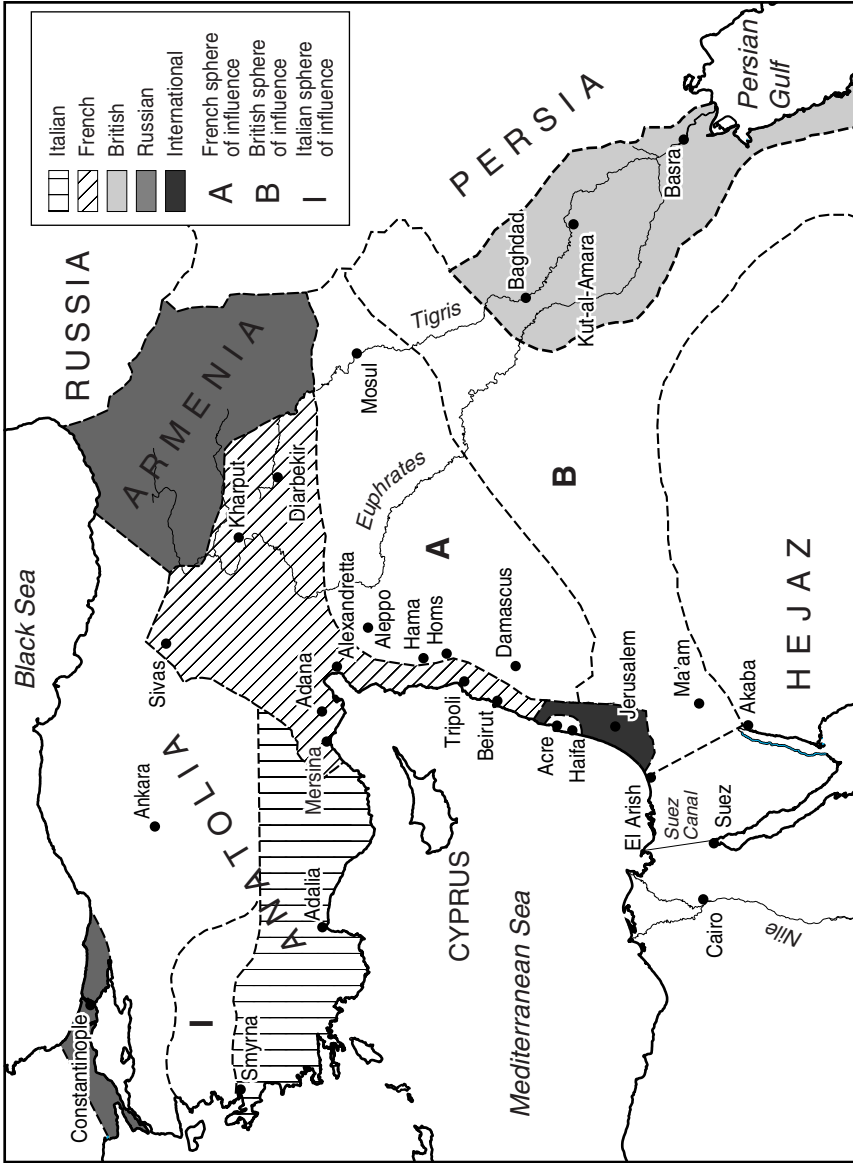 Italian
French
British
Russian
International
A
French sphere
of influence
B
British sphere
of influence
I
Italian sphere
of influence
Black Sea
RUSSIA
Constantinople
Ankara
Sivas
ARMENIA
ANATOLIA
I
Smyrna
Adalia
Mersina
Adana
Kharput
Diarbekir
Alexandretta
Aleppo
Mosul
Tigris
PERSIA
Euphrates
A
Hama
Homs
CYPRUS
Tripoli
Beirut
Damascus
Baghdad
Kut-al-Amara
Basra
Persian
Gulf
Mediterranean Sea
Acre
Haifa
Jerusalem
B
El Arish
Suez
Canal
Suez
Ma'am
Akaba
Cairo
Nile
HEJAZ